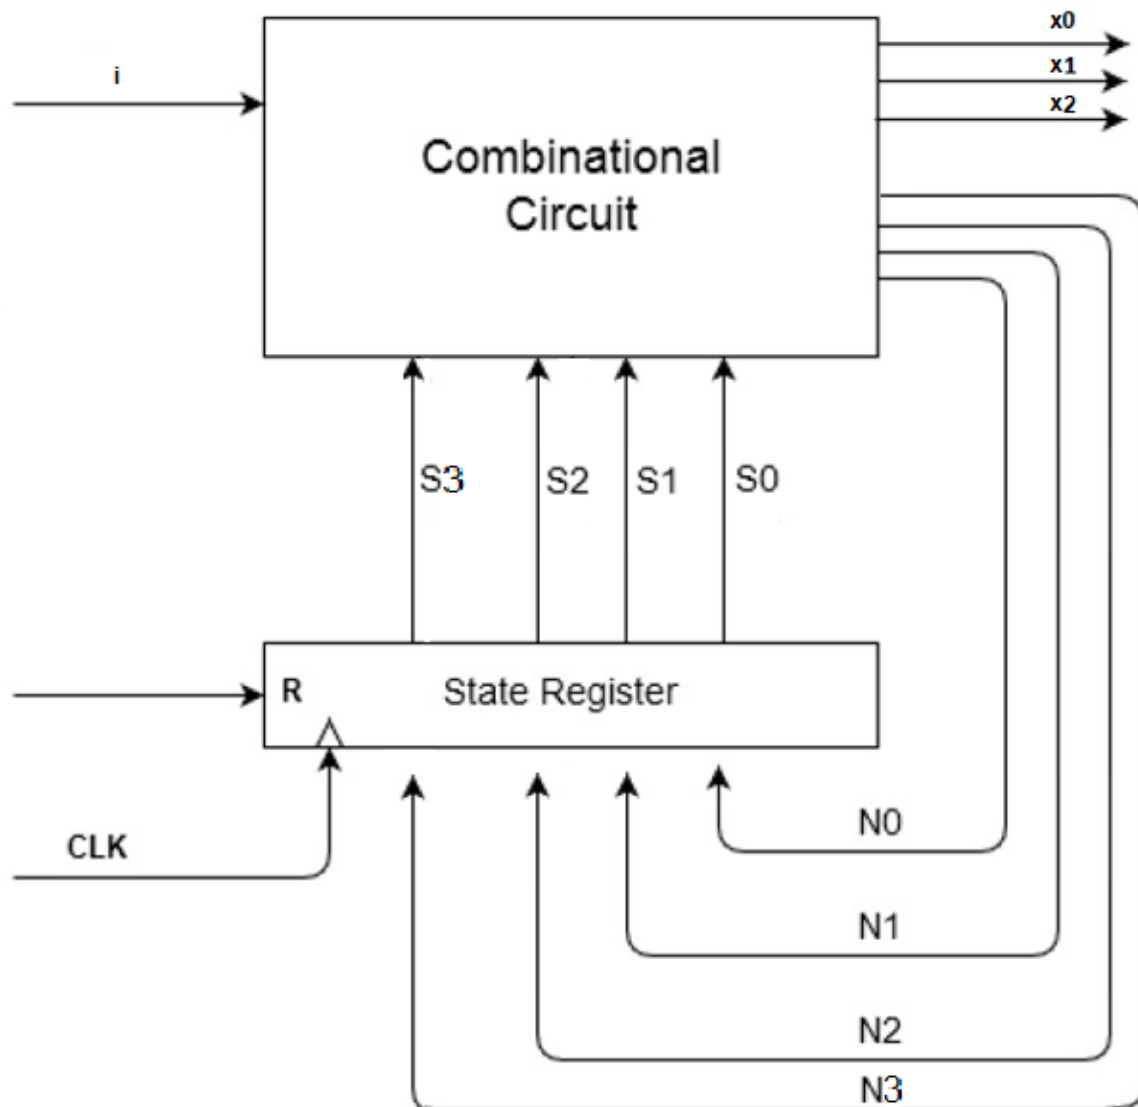 x0
i
x1
x2
Combinational
Circuit
S3 S2 S1 S0
R State Register
CLK
N0
N1
N2
N3